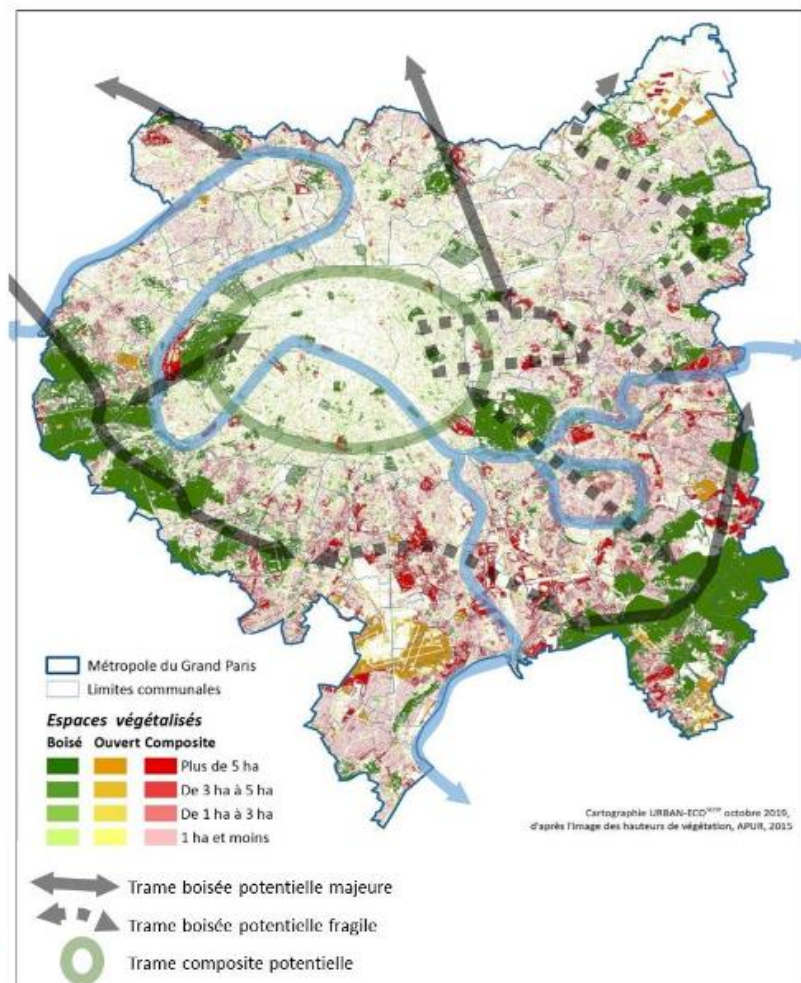 Métropole du Grand Paris
Limites communales
Espaces végétalisés
Boisé Ouvert Composite
Plus de 5 ha
De 3 ha à 5 ha
De 1 ha à 3 ha
1 ha et moins
Cartographie URBAN-ECO octobre 2019,
d'après l'image des hauteurs de végétation, APUR, 2015
Trame boisée potentielle majeure
Trame boisée potentielle fragile
Trame composite potentielle